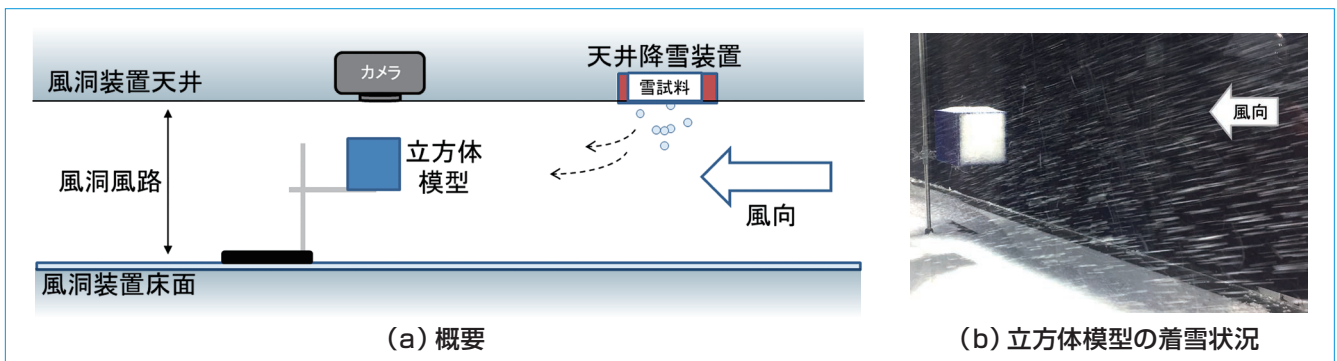 風洞装置天井
カメラ
天井降雪装置
雪試料
風洞風路
立方体
模型
風向
風洞装置床面
(a) 概要
風向
(b) 立方体模型の着雪状況